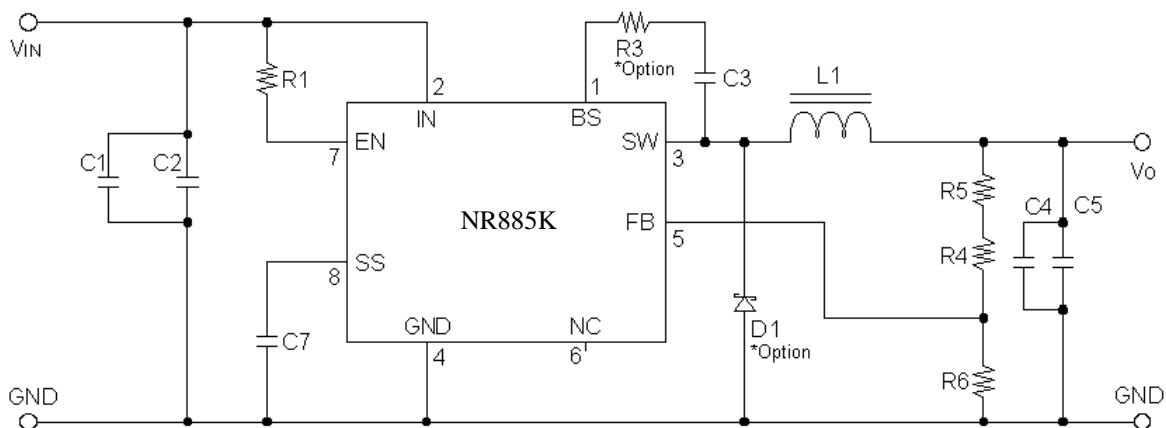 VIN
R1
2
IN
1
BS
R3
*Option
C3
L1
EN
7
SW
3
Vo
C1
C2
NR885K
FB
5
R5
R4
C4
C5
SS
8
C7
GND
4
NC
6
D1
*Option
R6
GND
GND